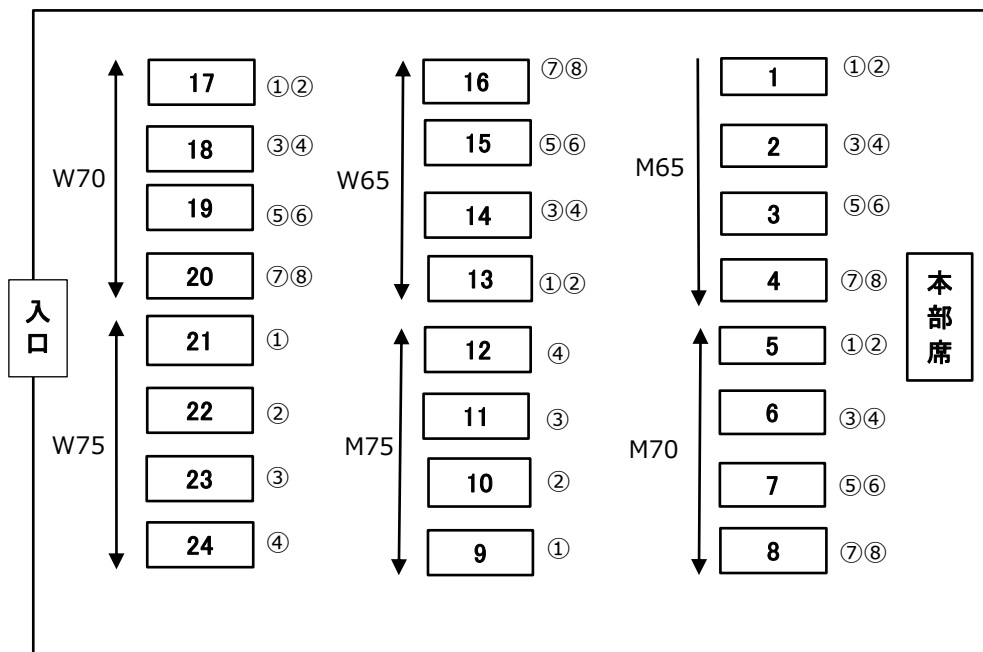 17 ①② 16 ⑦⑧ 1 ①②
18 ③④ 15 ⑤⑥ 2 ③④
W70 W65 M65
19 ⑤⑥ 14 ③④ 3 ⑤⑥
20 ⑦⑧ 13 ①② 4 ⑦⑧
入口
本部席
21 ① 12 ④ 5 ①②
22 ② 11 ③ 6 ③④
W75 M75 M70
23 ③ 10 ② 7 ⑤⑥
24 ④ 9 ① 8 ⑦⑧